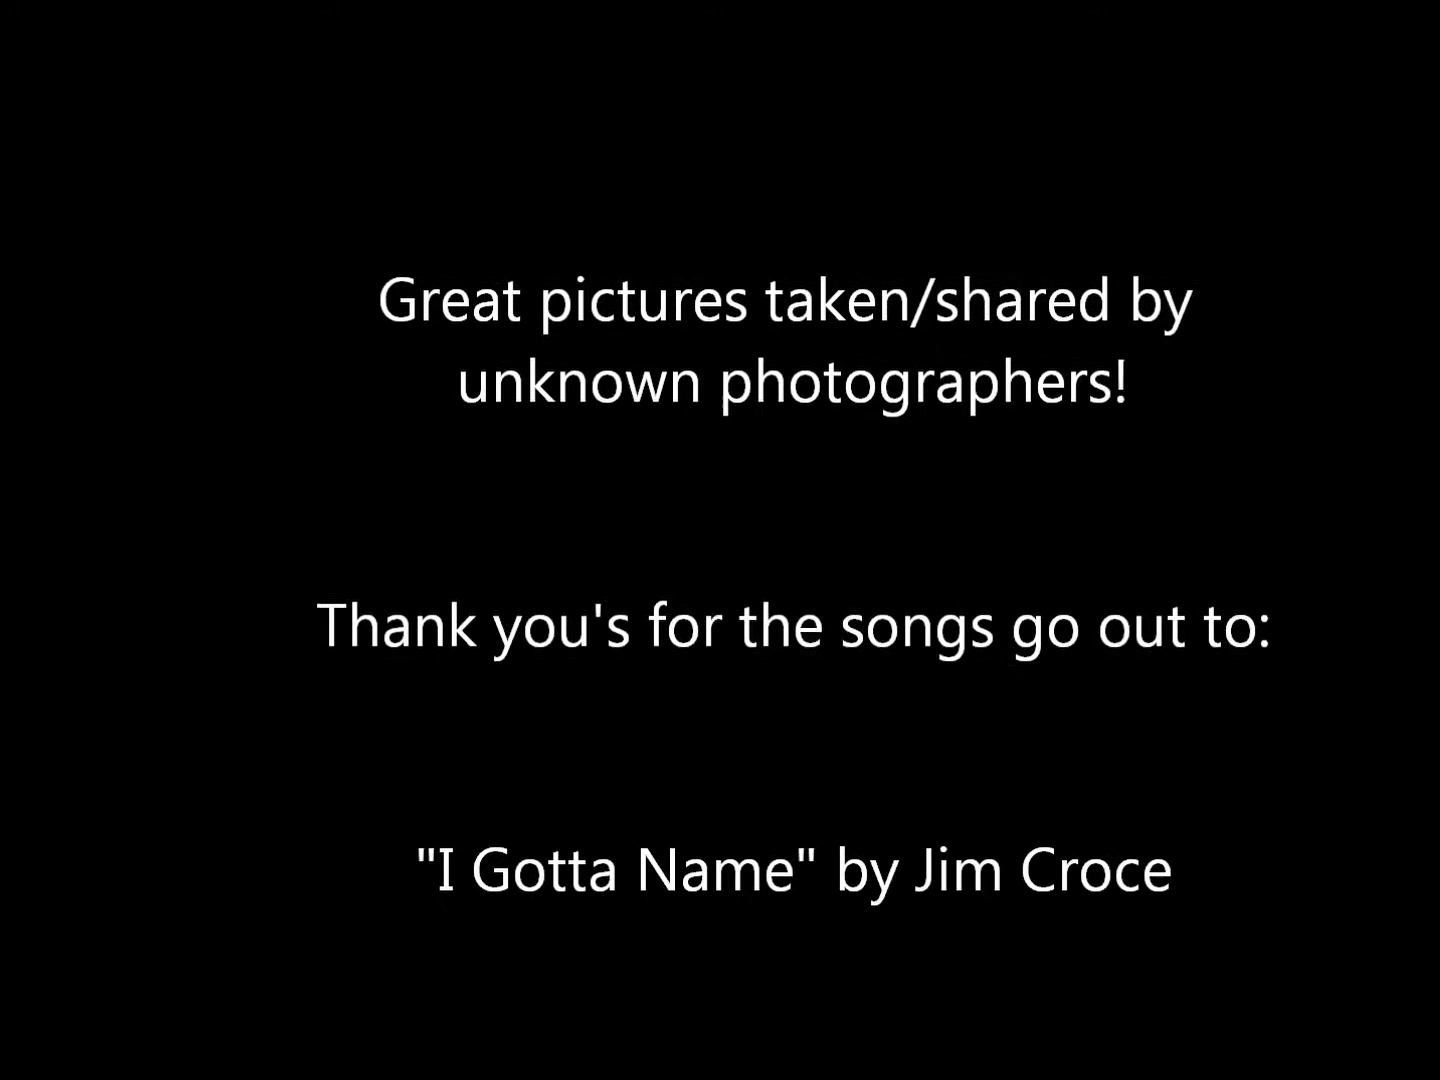 Great pictures taken/shared by
unknown photographers!
Thank you's for the songs go out to:
"I Gotta Name" by Jim Croce